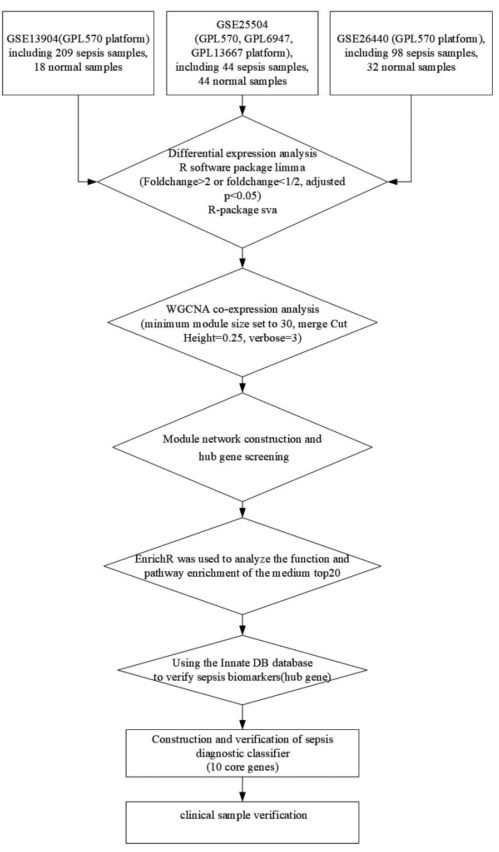 GSE13904(GPL570 platform)
including 209 sepsis samples,
18 normal samples
GSE25504
(GPL570, GPL6947,
GPL13667 platform),
including 44 sepsis samples,
44 normal samples
GSE26440 (GPL570 platform),
including 98 sepsis samples,
32 normal samples
Differential expression analysis
R software package limma
(Foldchange>2 or foldchange<1/2, adjusted
p<0.05)
R-package sva
WGCNA co-expression analysis
(minimum module size set to 30, merge Cut
Height=0.25, verbose=3)
Module network construction and
hub gene screening
EnrichR was used to analyze the function and
pathway enrichment of the medium top20
Using the Innate DB database
to verify sepsis biomarkers(hub gene)
Construction and verification of sepsis
diagnostic classifier
(10 core genes)
clinical sample verification